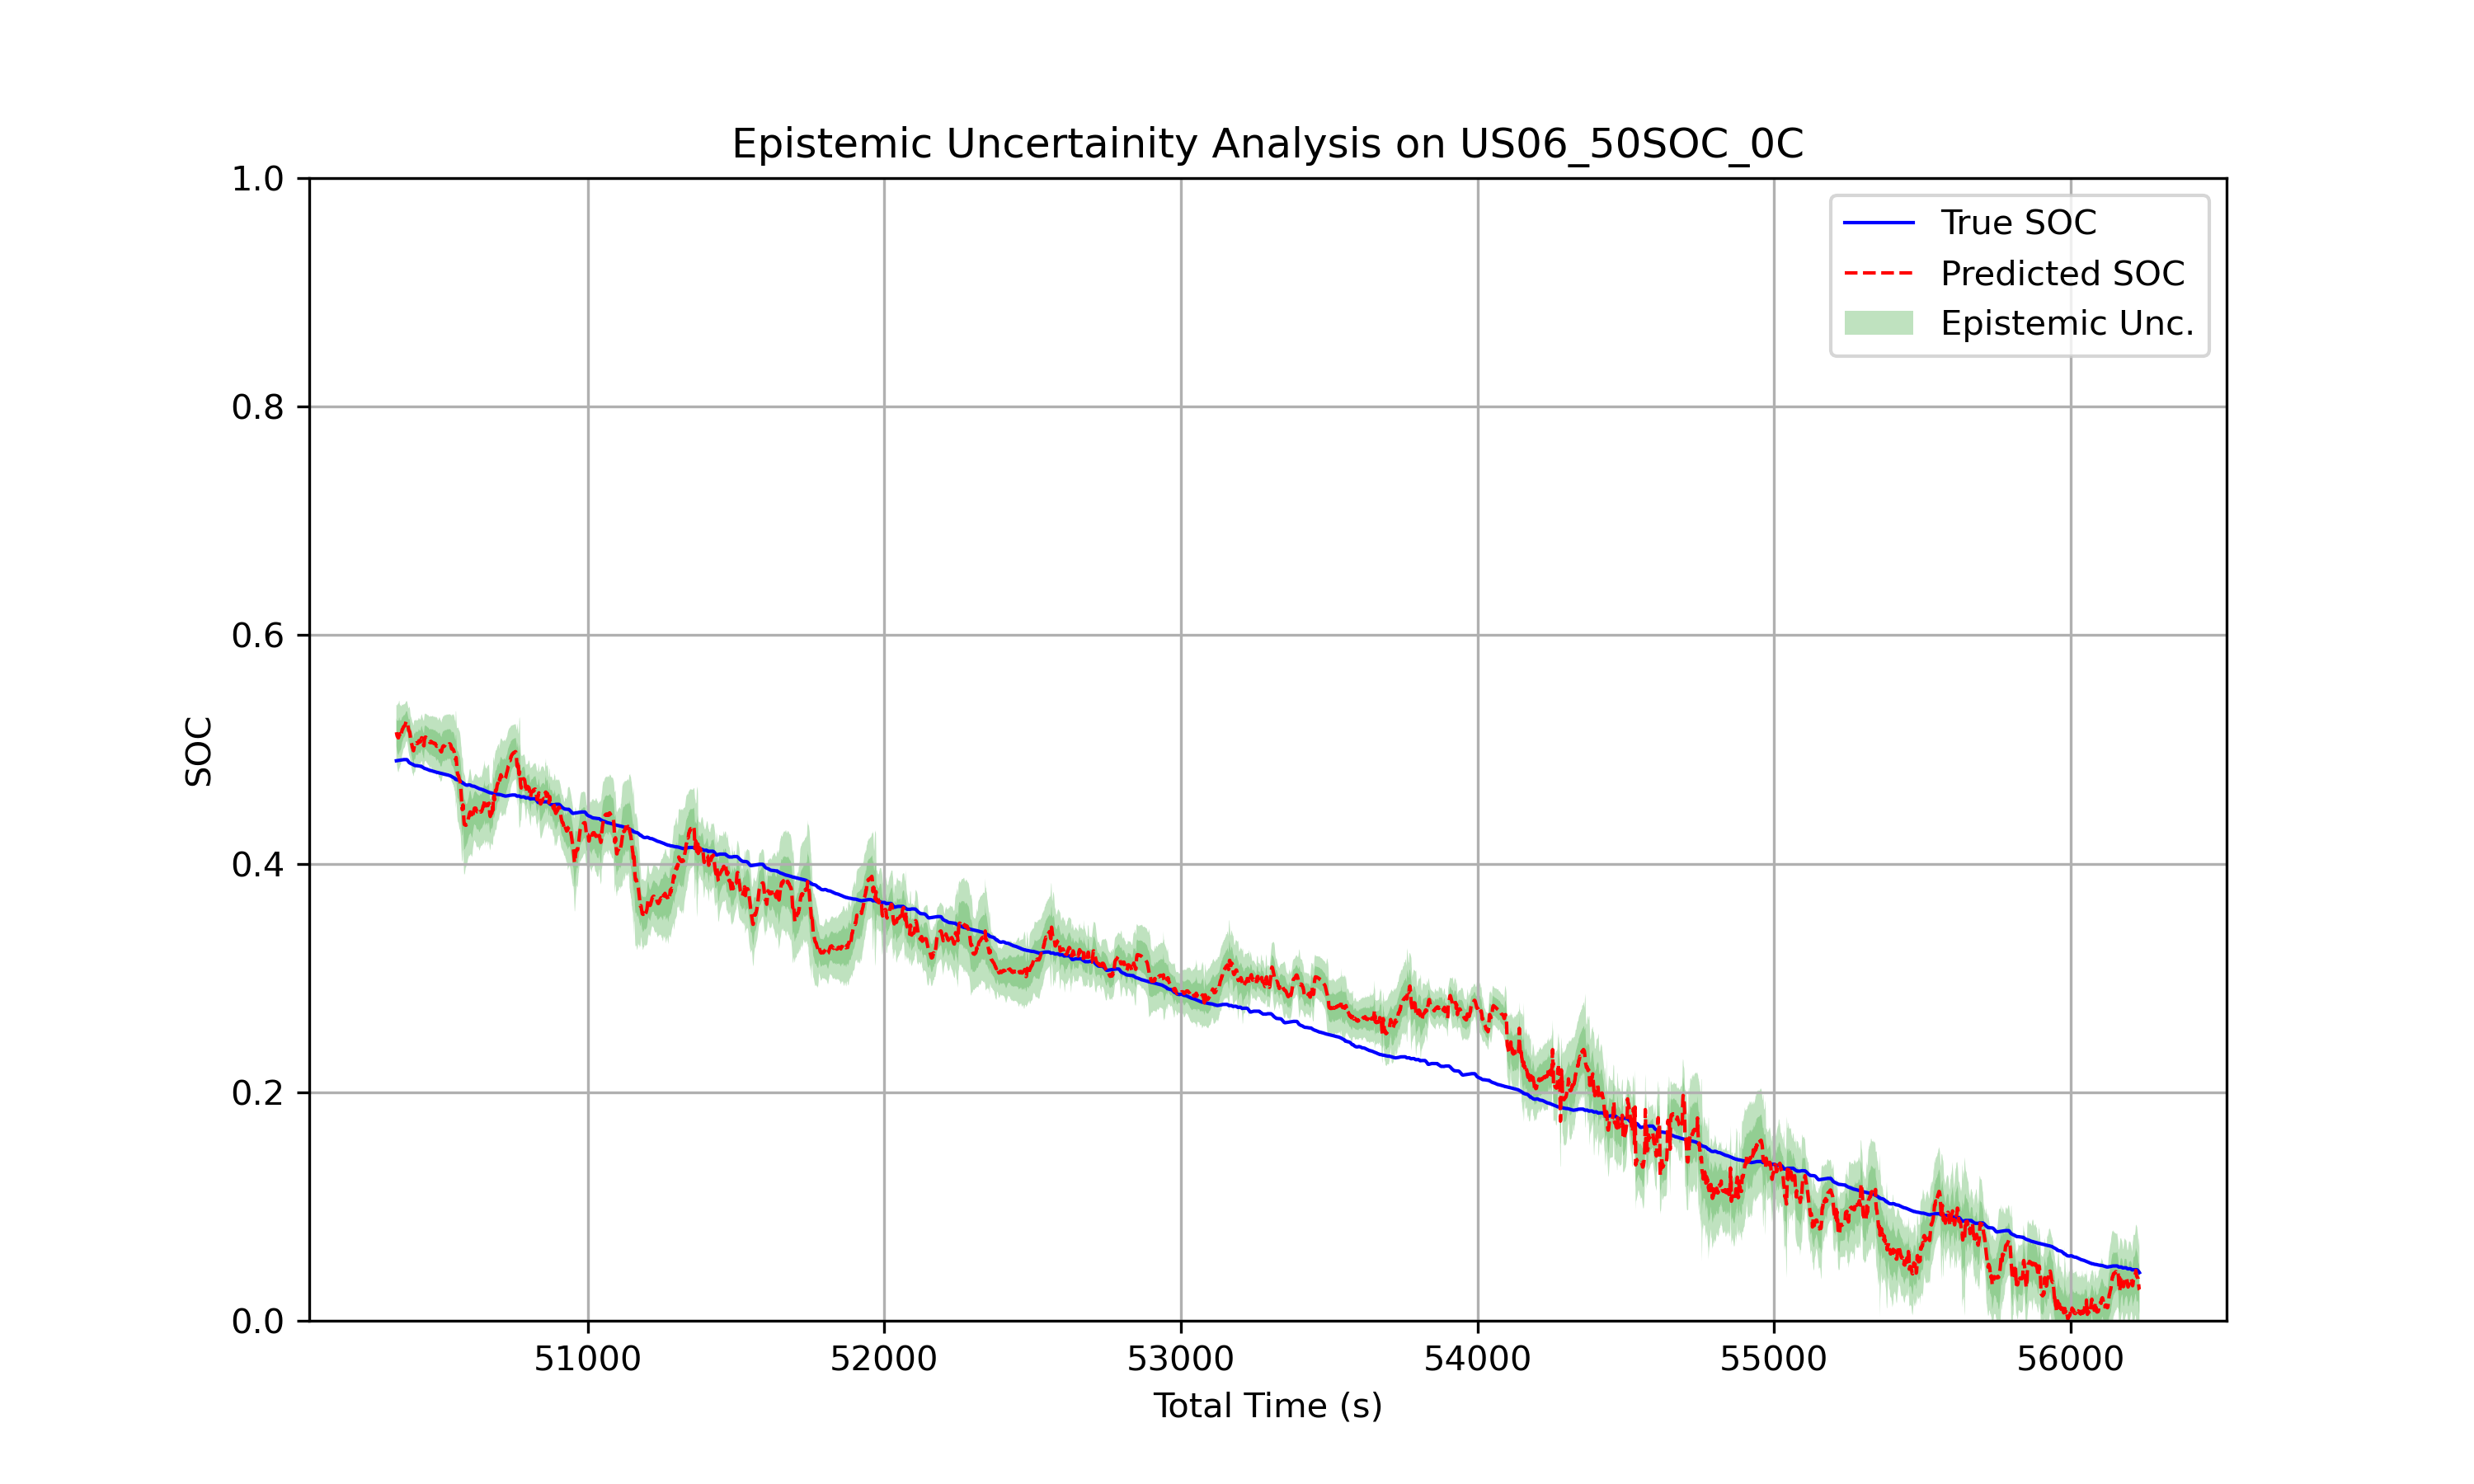 Epistemic Uncertainity Analysis on US06_50SOC_0C
True SOC
Predicted SOC
Epistemic Unc.
1.0
0.8
0.6
0.4
0.2
0.0
SOC
51000 52000 53000 54000 55000 56000
Total Time (s)